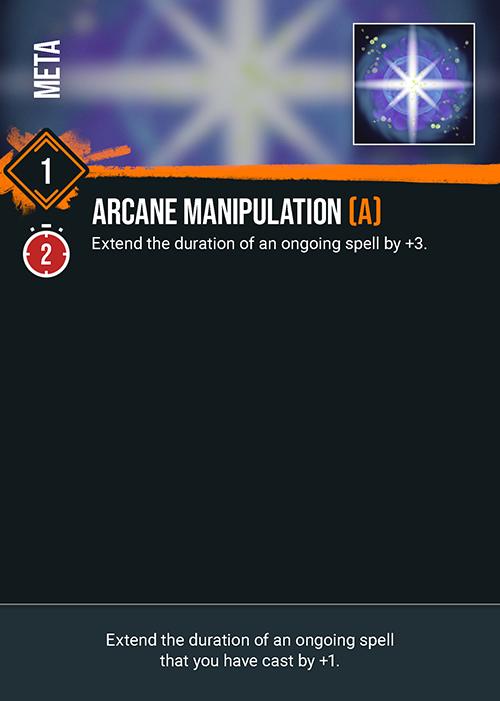 META
1
ARCANE MANIPULATION (A)
2
Extend the duration of an ongoing spell by +3.
Extend the duration of an ongoing spell
that you have cast by +1.